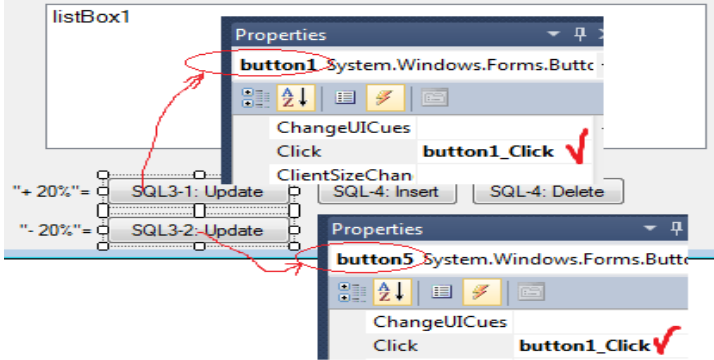 listBox1
Properties
button1 System.Windows.Forms.Butto
A
Z
ChangeUICues
Click button1_Click
ClientSizeChan
"+ 20%"= SQL3-1: Update SQL-4: Insert SQL-4: Delete
"- 20%"= SQL3-2: Update
Properties
button5 System.Windows.Forms.Butto
A
Z
ChangeUICues
Click button1_Click